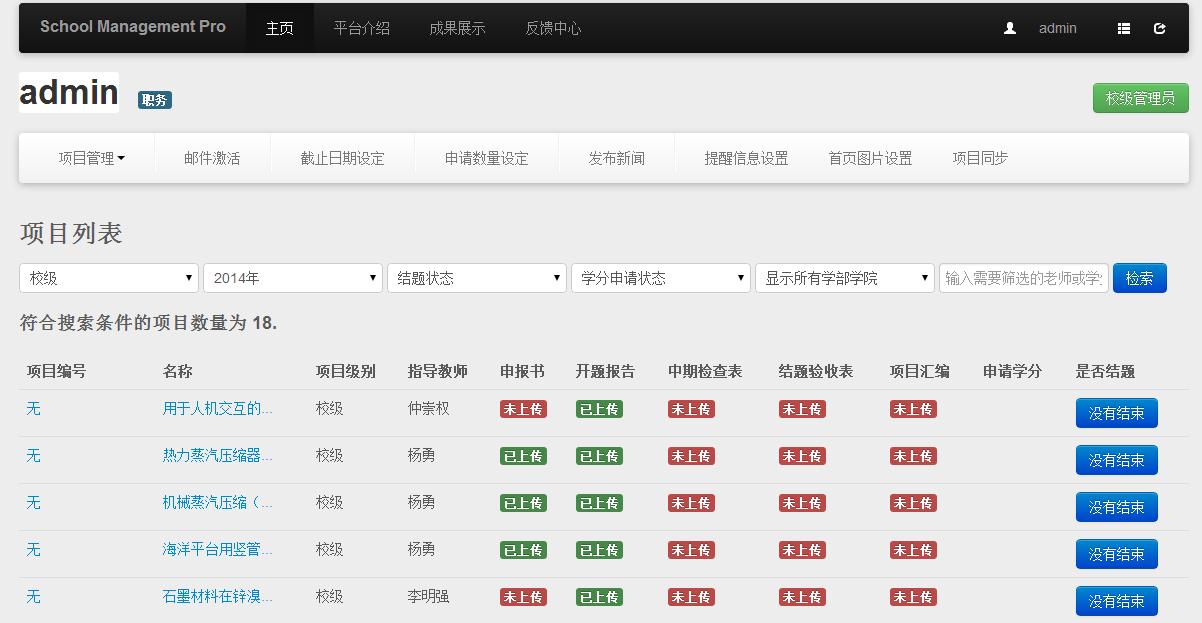 School Management Pro 主页 平台介绍 成果展示 反馈中心 admin
admin 职务 校级管理员
项目管理 邮件激活 截止日期设定 申请数量设定 发布新闻 提醒信息设置 首页图片设置 项目同步
项目列表
校级 2014年 结题状态 学分申请状态 显示所有学部学院 输入需要筛选的老师或学 检索
符合搜索条件的项目数量为 18.
项目编号 名称 项目级别 指导教师 申报书 开题报告 中期检查表 结题验收表 项目汇编 申请学分 是否结题
无 用于人机交互的... 校级 仲崇权 未上传 已上传 未上传 未上传 未上传 没有结束
无 热力蒸汽压缩器... 校级 杨勇 已上传 已上传 未上传 未上传 未上传 没有结束
无 机械蒸汽压缩（... 校级 杨勇 已上传 已上传 未上传 未上传 未上传 没有结束
无 海洋平台用竖管... 校级 杨勇 已上传 已上传 未上传 未上传 未上传 没有结束
无 石墨材料在锌溴... 校级 李明强 未上传 已上传 未上传 未上传 未上传 没有结束